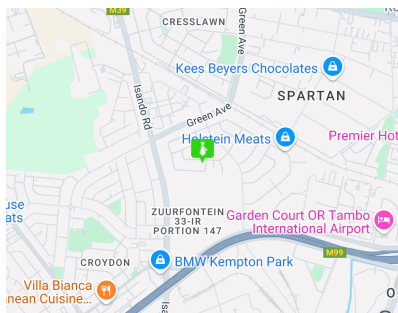 CRESSLAWN
M39
Green Ave
Kees Beyers Chocolates
SPARTAN
Isando Rd
Green Ave
Holstein Meats
Premier Hot
ZUURFONTEIN
33-IR
PORTION 147
Garden Court OR Tambo
International Airport
use
ats
M99
CROYDON
BMW Kempton Park
Villa Bianca
nean Cuisine...
Isa
O